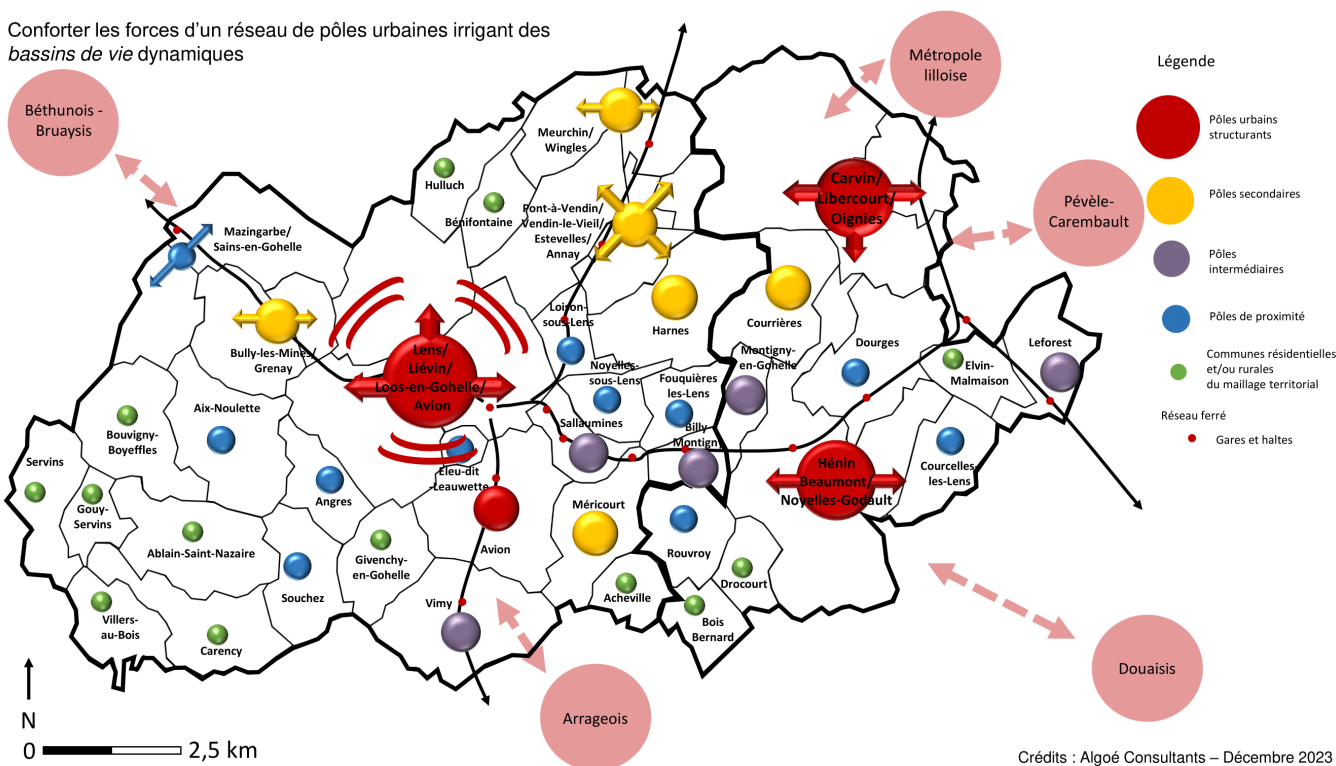 Conforter les forces d'un réseau de pôles urbaines irrigant des
bassins de vie dynamiques
Béthunois -
Bruaysis
Métropole
lilloise
Pévèle-
Carembault
Douaisis
Arrageois
Meurchin/
Wingles
Hulluch
Bénifontaine
Pont-à-Vendin/
Vendin-le-Vieil/
Estevelles/
Annay
Carvin/
Libercourt/
Oignies
Mazingarbe/
Sains-en-Gohelle
Bully-les-Mines/
Grenay
Lens/
Liévin/
Loos-en-Gohelle/
Avion
Loison-
sous-Lens
Harnes
Courrières
Noyelles-
sous-Lens
Fouquières
les-Lens
Montigny-
en-Gohelle
Dourges
Elvin-
Malmaison
Leforest
Bouvigny-
Boyeffles
Aix-Noulette
Sallaumines
Billy
Montign
Hénin
Beaumont/
Noyelles-Godault
Courcelles-
les-Lens
Servins
Gouy-
Servins
Angres
Eleu-dit
-Leauwette
Avion
Méricourt
Rouvroy
Drocourt
Ablain-Saint-Nazaire
Souchez
Givenchy-
en-Gohelle
Vimy
Acheville
Bois
Bernard
Villers-
au-Bois
Carency
Légende
Pôles urbains
structurants
Pôles secondaires
Pôles
intermédiaires
Pôles de proximité
Communes résidentielles
et/ou rurales
du maillage territorial
Réseau ferré
Gares et haltes
N
0 2,5 km
Crédits : Algoé Consultants – Décembre 2023